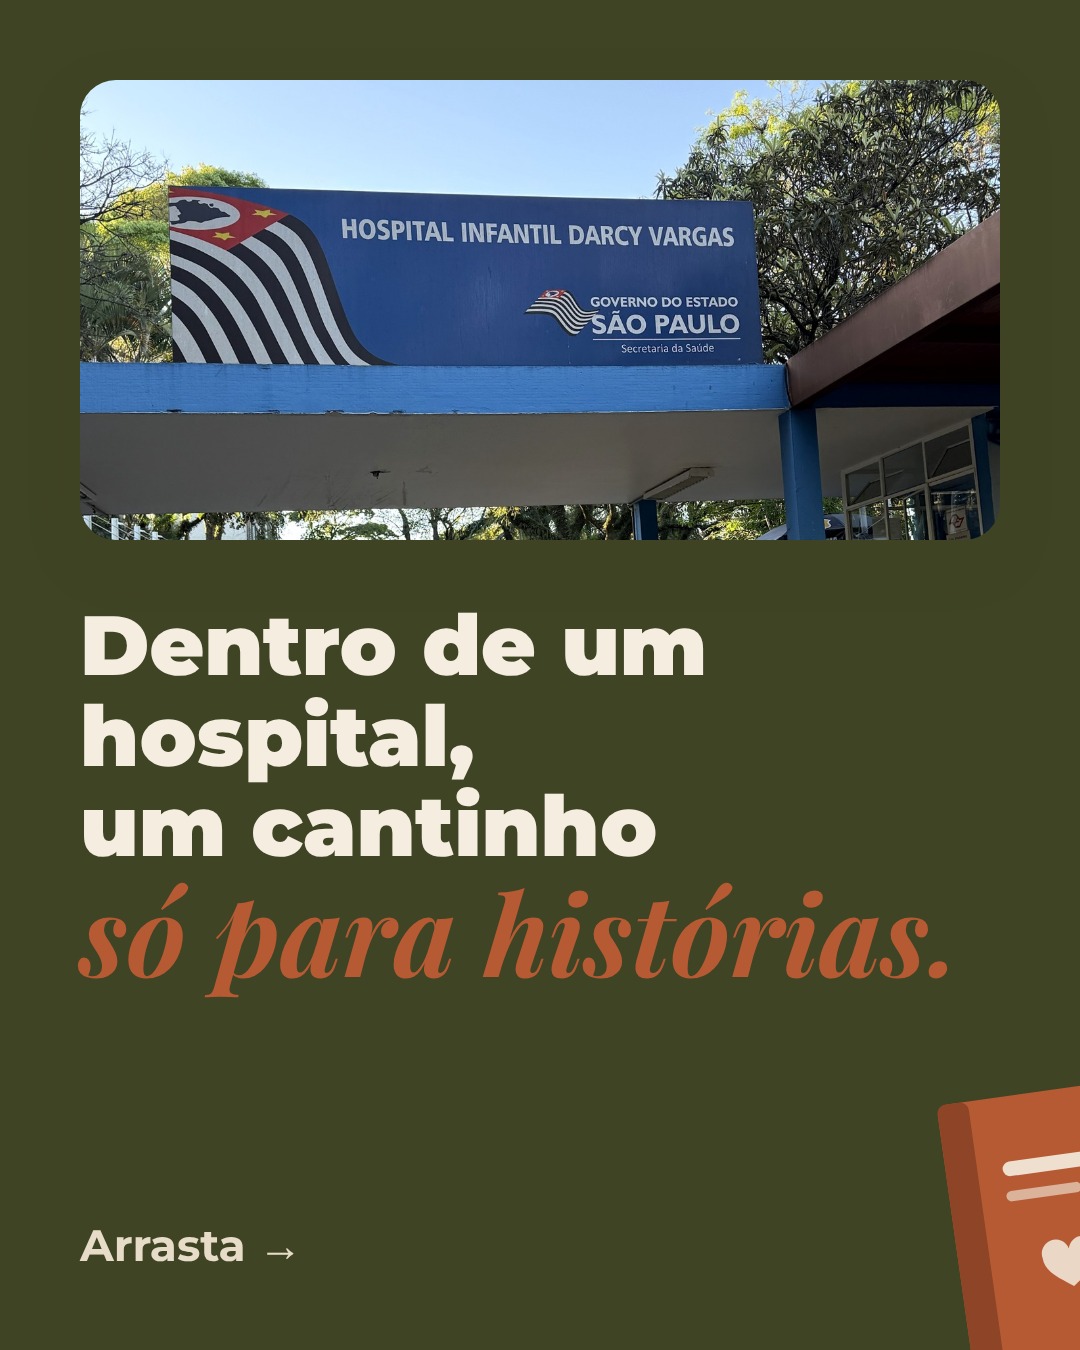 HOSPITAL INFANTIL DARCY VARGAS
GOVERNO DO ESTADO
SÃO PAULO
Secretaria da Saúde
Dentro de um
hospital,
um cantinho
só para histórias.
Arrasta →